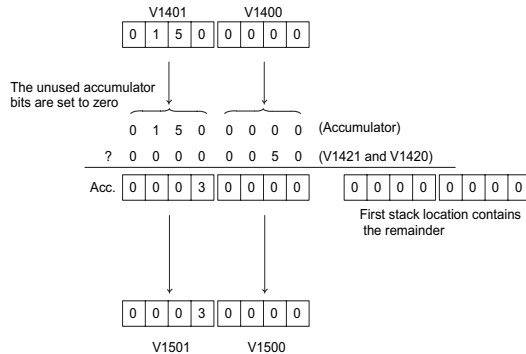 V1401 V1400
0 1 5 0 0 0 0 0
The unused accumulator
bits are set to zero
0 1 5 0 0 0 0 0 (Accumulator)
? 0 0 0 0 0 0 5 0 (V1421 and V1420)
Acc. 0 0 0 3 0 0 0 0 0 0 0 0 0 0 0 0
First stack location contains
the remainder
0 0 0 3 0 0 0 0
V1501 V1500